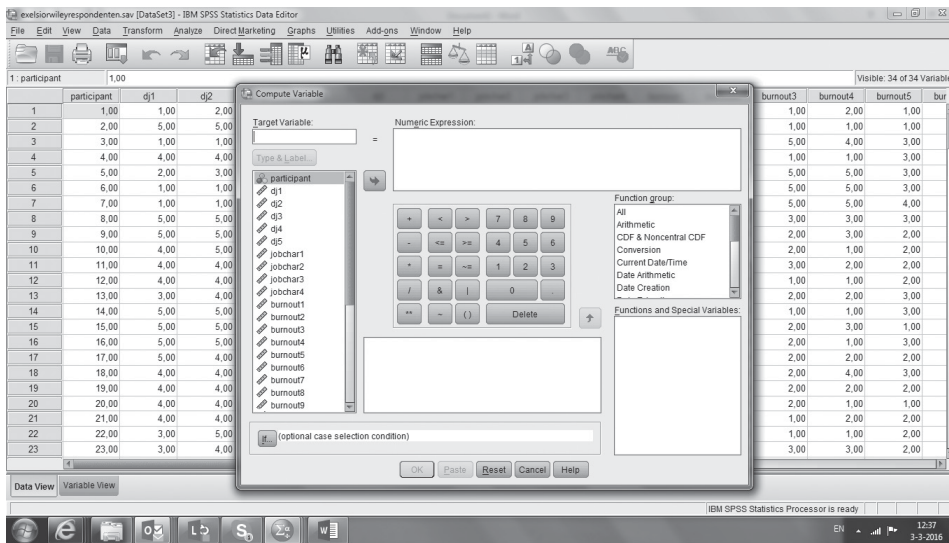 exelsiorwileyrespondenten.sav [DataSet3] - IBM SPSS Statistics Data Editor
File Edit View Data Transform Analyze Direct Marketing Graphs Utilities Add-ons Window Help
1 : participant 1,00 Visible: 34 of 34 Variable
participant dj1 dj2 burnout3 burnout4 burnout5 bur
1 1,00 1,00 2,00 1,00 2,00 1,00
2 2,00 5,00 5,00 1,00 1,00 1,00
3 3,00 1,00 1,00 5,00 4,00 3,00
4 4,00 4,00 4,00 1,00 1,00 3,00
5 5,00 2,00 3,00 5,00 5,00 3,00
6 6,00 1,00 1,00 5,00 5,00 3,00
7 7,00 1,00 1,00 5,00 5,00 4,00
8 8,00 5,00 5,00 3,00 3,00 3,00
9 9,00 5,00 5,00 2,00 3,00 2,00
10 10,00 4,00 5,00 2,00 1,00 2,00
11 11,00 4,00 4,00 3,00 2,00 2,00
12 12,00 4,00 4,00 1,00 1,00 2,00
13 13,00 3,00 4,00 2,00 2,00 3,00
14 14,00 5,00 5,00 1,00 1,00 3,00
15 15,00 5,00 5,00 2,00 3,00 1,00
16 16,00 5,00 5,00 2,00 1,00 3,00
17 17,00 5,00 4,00 2,00 2,00 2,00
18 18,00 4,00 4,00 2,00 4,00 3,00
19 19,00 4,00 4,00 2,00 2,00 2,00
20 20,00 4,00 4,00 2,00 1,00 1,00
21 21,00 4,00 4,00 1,00 2,00 2,00
22 22,00 3,00 5,00 1,00 1,00 2,00
23 23,00 3,00 4,00 3,00 3,00 2,00
Compute Variable
Target Variable:
=
Numeric Expression:
Type & Label...
participant
dj1
dj2
dj3
dj4
dj5
jobchar1
jobchar2
jobchar3
jobchar4
burnout1
burnout2
burnout3
burnout4
burnout5
burnout6
burnout7
burnout8
burnout9
+ < > 7 8 9
- <= >= 4 5 6
* = ~= 1 2 3
/ & | 0 .
** ~ ( ) Delete
Function group:
All
Arithmetic
CDF & Noncentral CDF
Conversion
Current Date/Time
Date Arithmetic
Date Creation
Functions and Special Variables:
If... (optional case selection condition)
OK Paste Reset Cancel Help
Data View Variable View
IBM SPSS Statistics Processor is ready
EN 12:37
3-3-2016